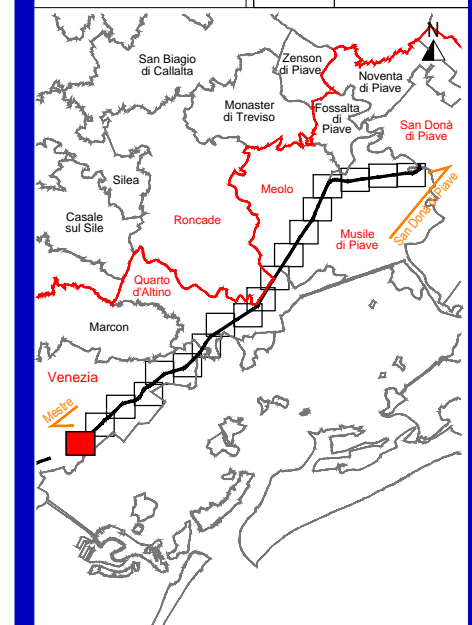 N
San Biagio
di Callalta
Zenson
di Piave
Noventa
di Piave
Monaster
di Treviso
Fossalta
di
Piave
San Donà
di Piave
Silea
Meolo
San Donà di Piave
Casale
sul Sile
Roncade
Musile
di Piave
Quarto
d'Altino
Marcon
Venezia
Mestre